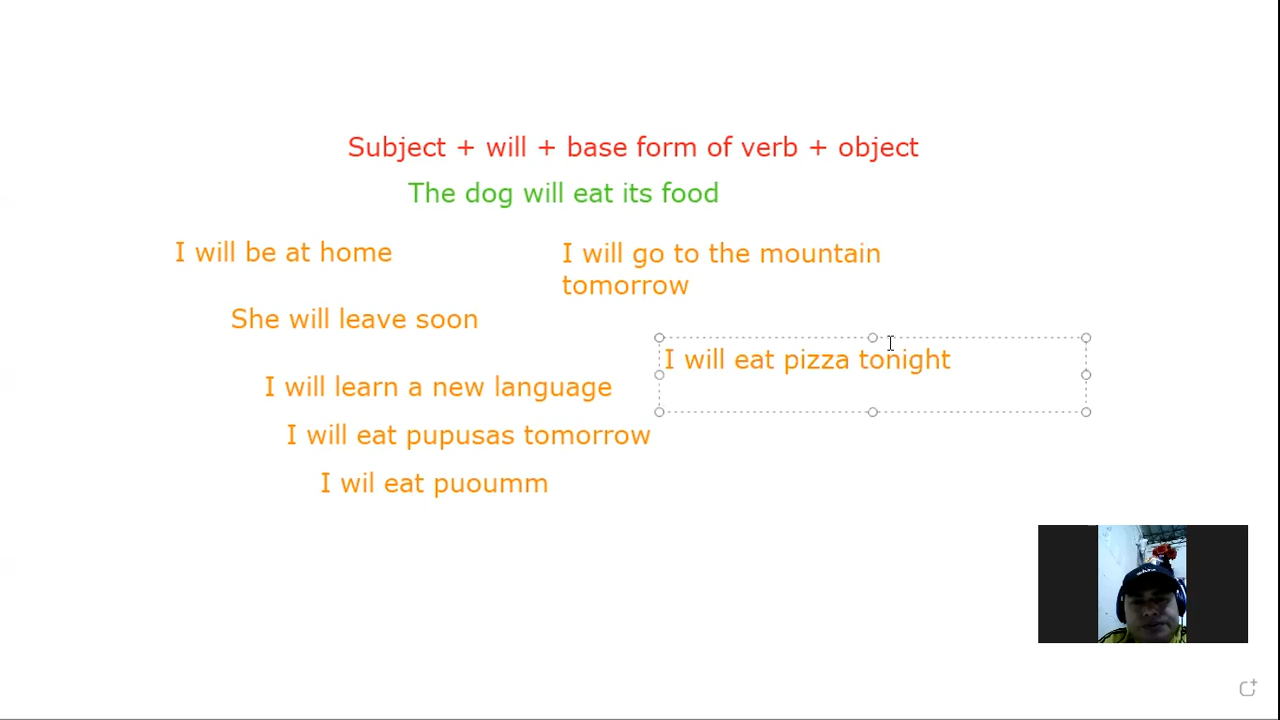 Subject + will + base form of verb + object
The dog will eat its food
I will be at home
I will go to the mountain
tomorrow
She will leave soon
I will eat pizza tonight
I will learn a new language
I will eat pupusas tomorrow
I wil eat puoumm